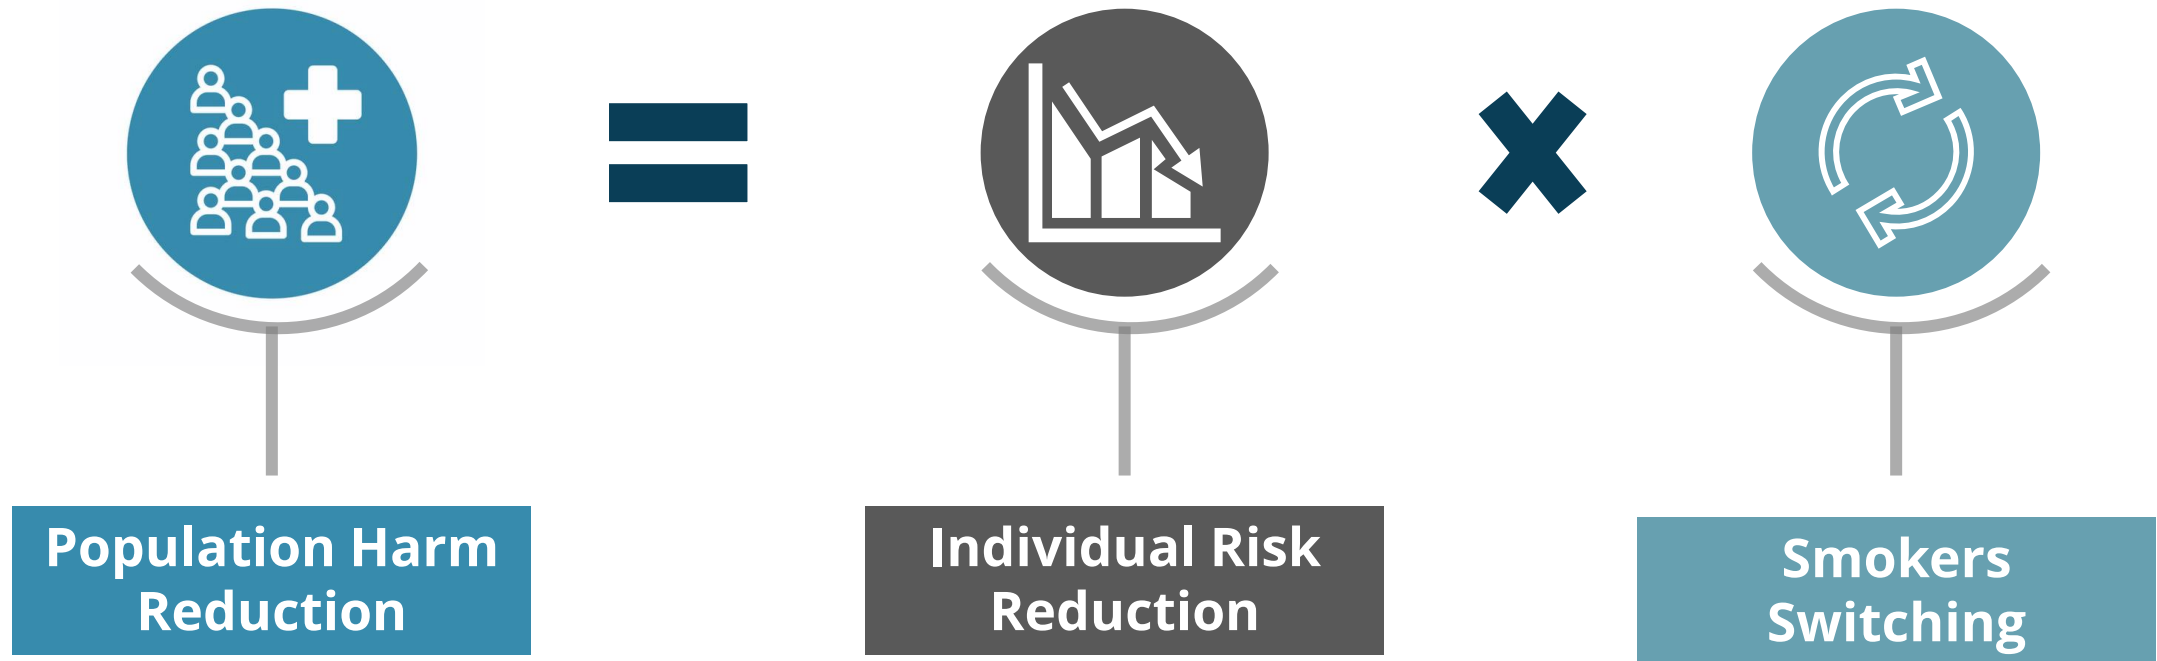 Population Harm
Reduction
Individual Risk
Reduction
Smokers
Switching